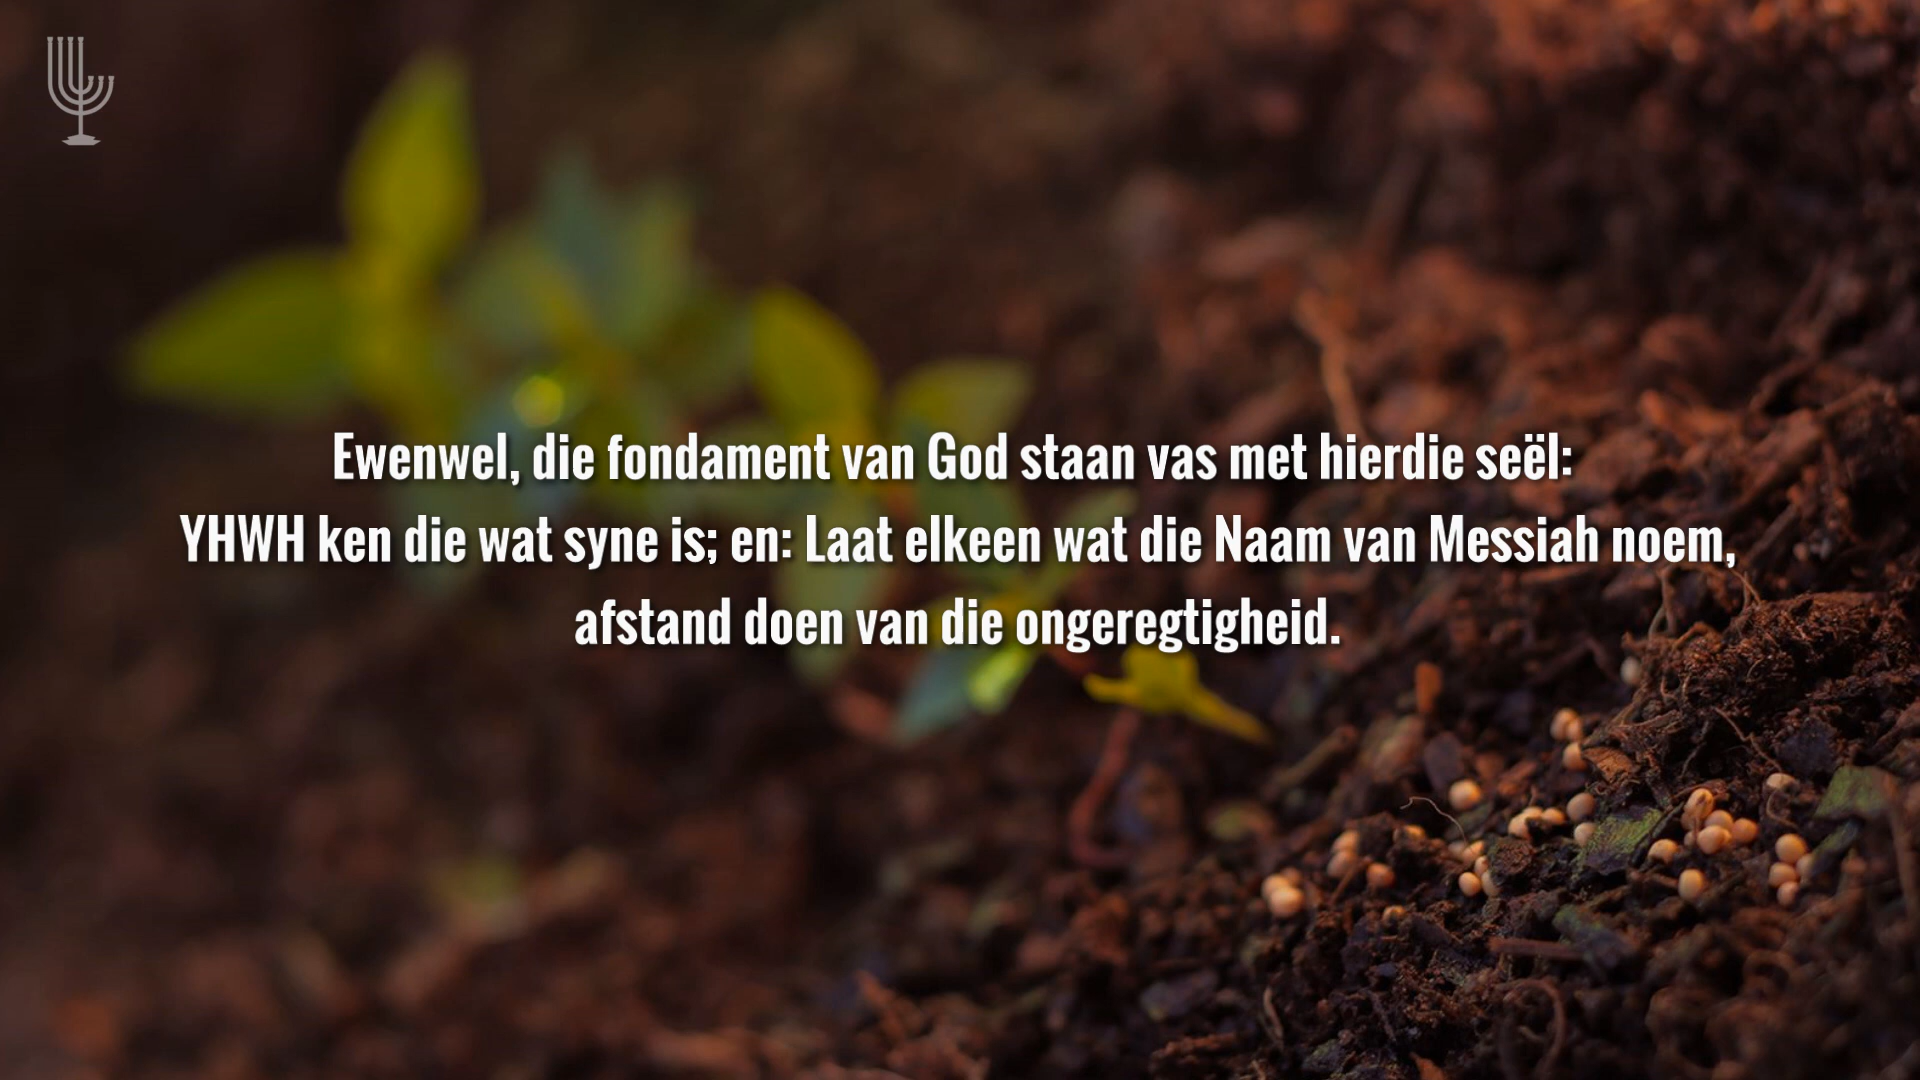 Ewenwel, die fondament van God staan vas met hierdie seël:
YHWH ken die wat syne is; en: Laat elkeen wat die Naam van Messiah noem,
afstand doen van die ongeregtigheid.